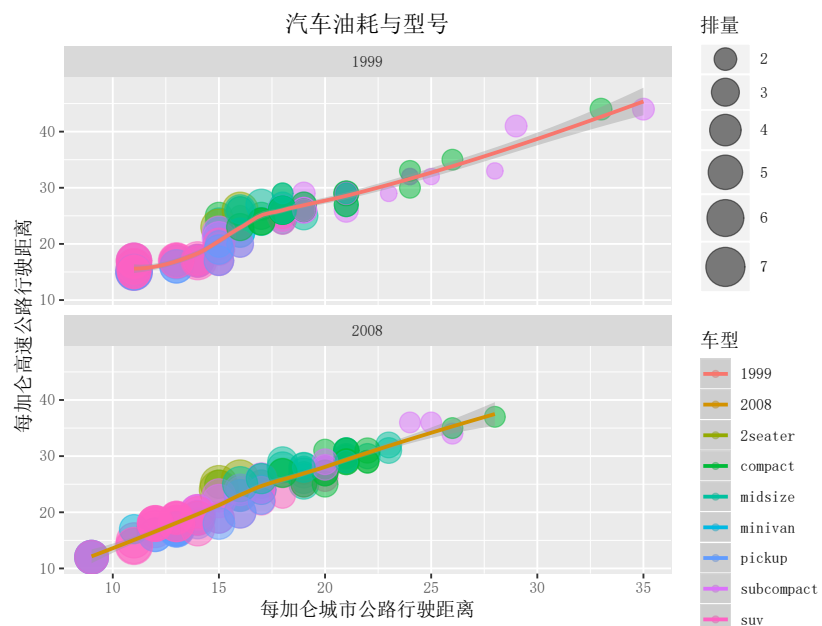 汽车油耗与型号
1999
40
30
20
10
2008
40
30
20
10
10
15
20
25
30
35
每加仑城市公路行驶距离
每加仑高速公路行驶距离
排量
2
3
4
5
6
7
车型
1999
2008
2seater
compact
midsize
minivan
pickup
subcompact
suv